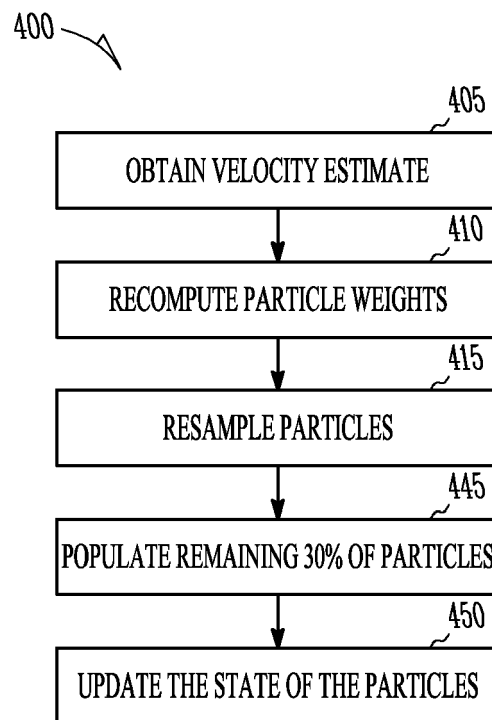 400
405
OBTAIN VELOCITY ESTIMATE
410
RECOMPUTE PARTICLE WEIGHTS
415
RESAMPLE PARTICLES
445
POPULATE REMAINING 30% OF PARTICLES
450
UPDATE THE STATE OF THE PARTICLES